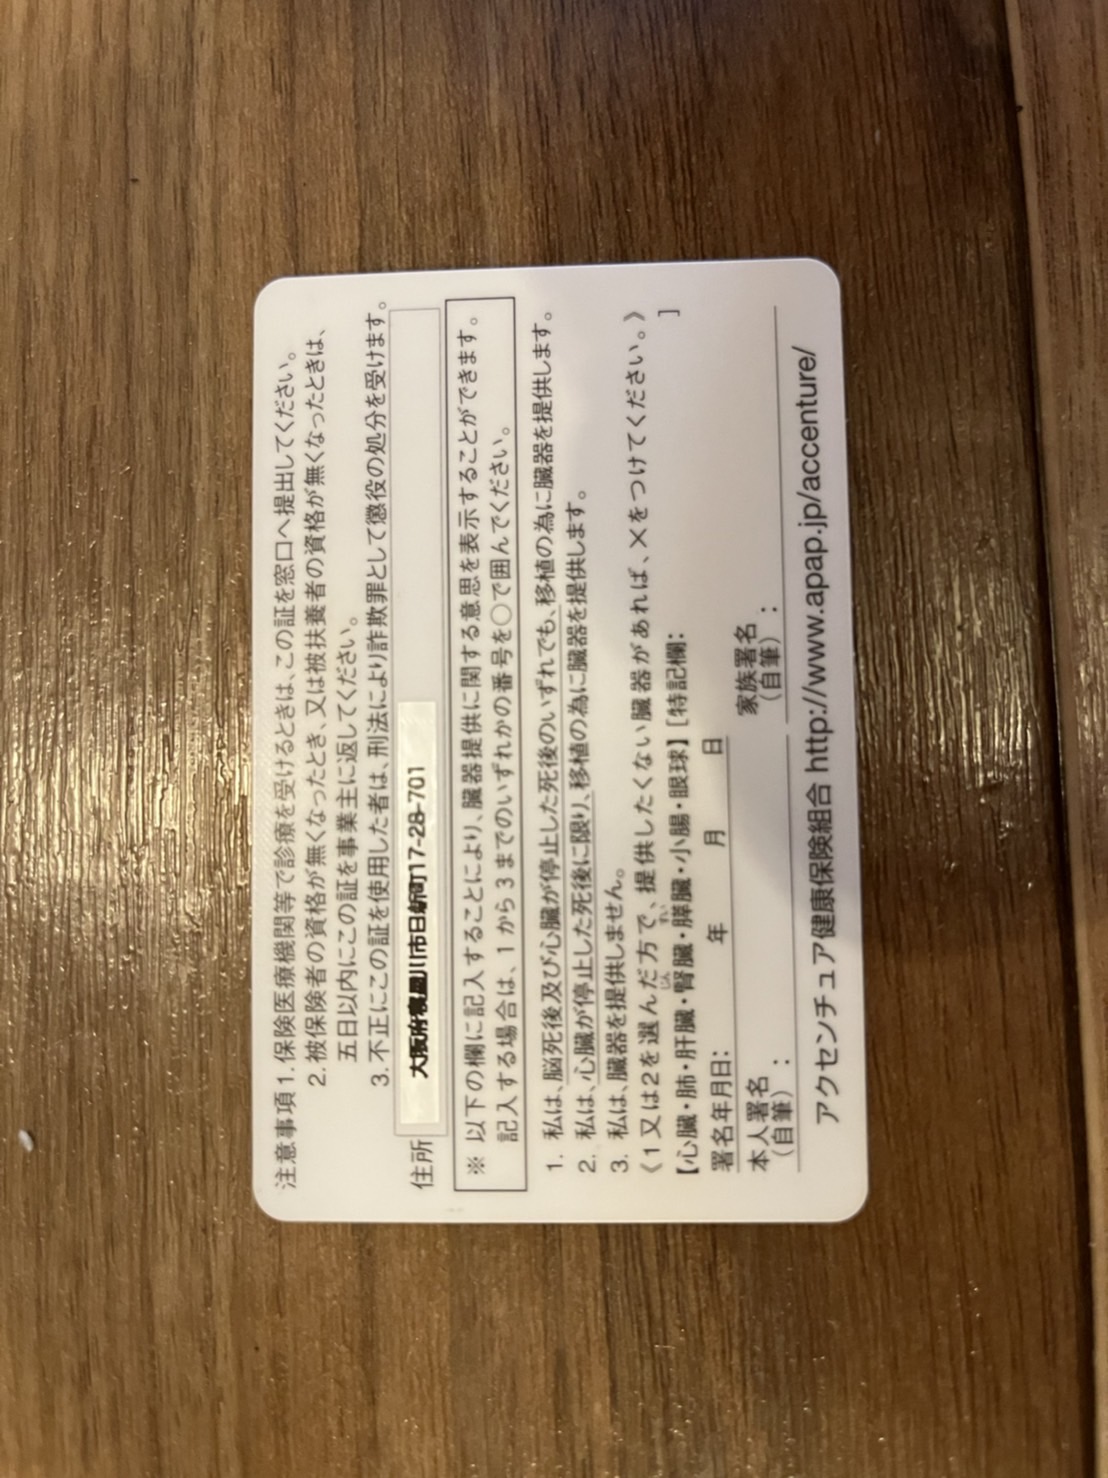 注意事項 1. 保険医療機関等で診療を受けるときは、この証を窓口へ提出してください。
2. 被保険者の資格が無くなったとき、又は被扶養者の資格が無くなったときは、
五日以内にこの証を事業主に返してください。
3. 不正にこの証を使用した者は、刑法により詐欺罪として懲役の処分を受けます。
住所 大阪府寝屋川市日新町17-28-701
※ 以下の欄に記入することにより、臓器提供に関する意思を表示することができます。
記入する場合は、1から3までのいずれかの番号を○で囲んでください。
1. 私は、脳死後及び心臓が停止した死後のいずれでも、移植の為に臓器を提供します。
2. 私は、心臓が停止した死後に限り、移植の為に臓器を提供します。
3. 私は、臓器を提供しません。
《1又は2を選んだ方で、提供したくない臓器があれば、×をつけてください。》
【心臓・肺・肝臓・腎臓・膵臓・小腸・眼球】[特記欄: ]
じん すい
署名年月日: 年 月 日
本人署名(自筆): 家族署名(自筆):
アクセンチュア健康保険組合 http://www.apap.jp/accenture/